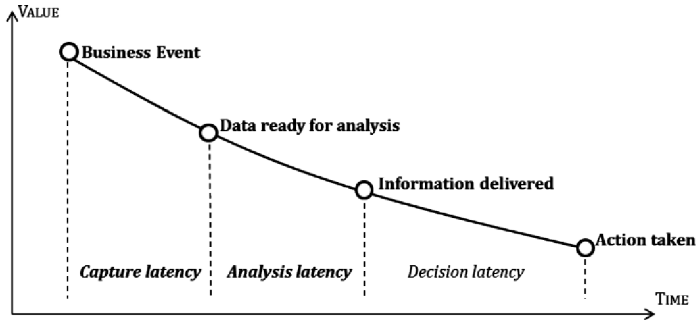 VALUE
Business Event
Data ready for analysis
Information delivered
Action taken
Capture latency
Analysis latency
Decision latency
TIME